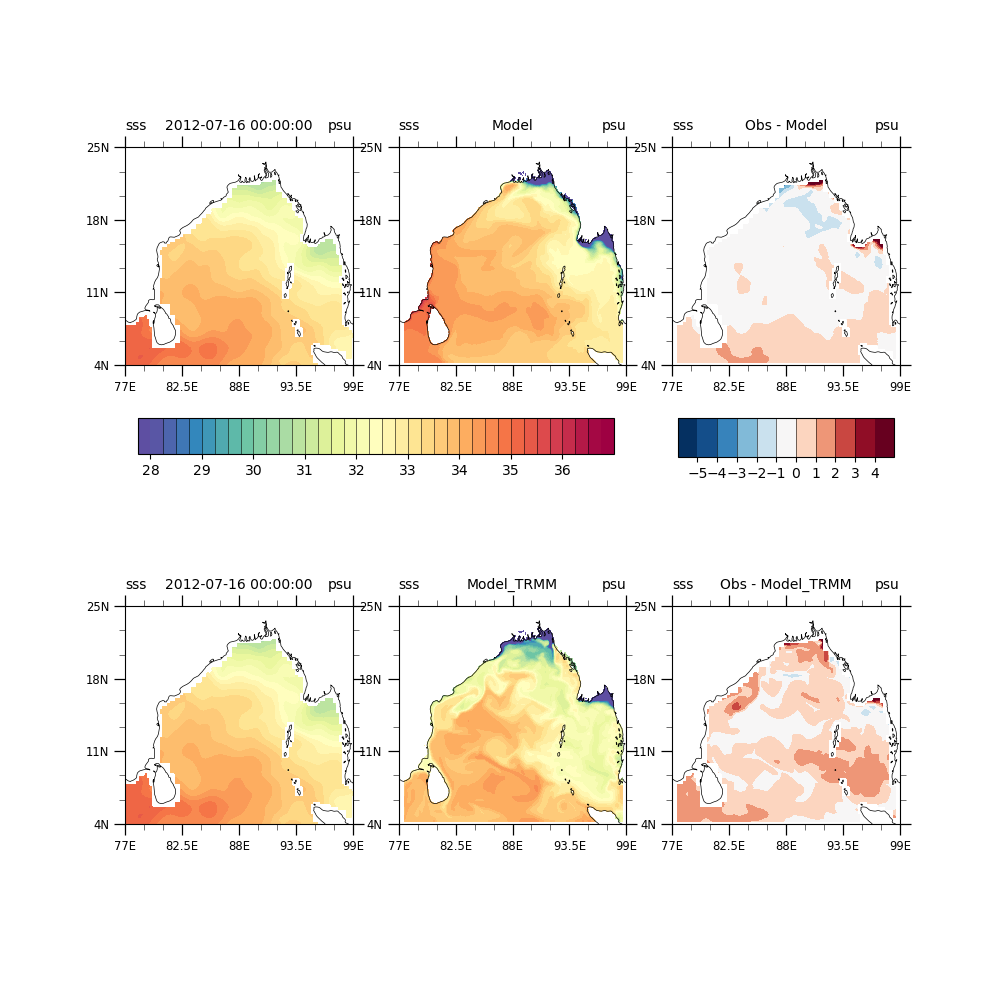 sss 2012-07-16 00:00:00 psu sss Model psu sss Obs - Model psu
25N 25N 25N
18N 18N 18N
11N 11N 11N
4N 4N 4N
77E 82.5E 88E 93.5E 99E 77E 82.5E 88E 93.5E 99E 77E 82.5E 88E 93.5E 99E
28 29 30 31 32 33 34 35 36 −5 −4 −3 −2 −1 0 1 2 3 4
sss 2012-07-16 00:00:00 psu sss Model_TRMM psu sss Obs - Model_TRMM psu
25N 25N 25N
18N 18N 18N
11N 11N 11N
4N 4N 4N
77E 82.5E 88E 93.5E 99E 77E 82.5E 88E 93.5E 99E 77E 82.5E 88E 93.5E 99E